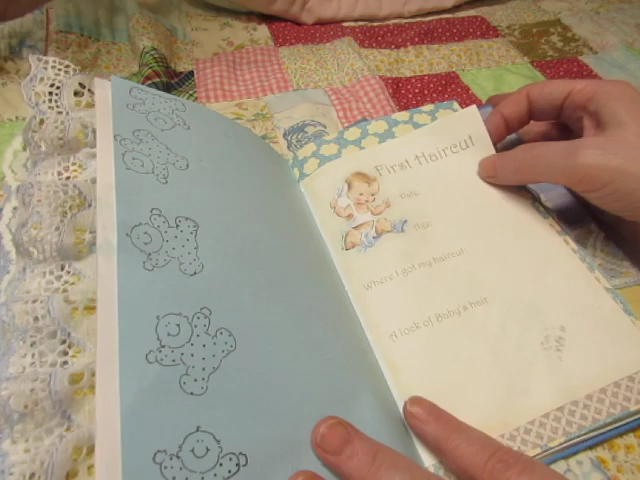 First Haircut
Date:
Age:
Where I got my haircut:
A lock of Baby's hair